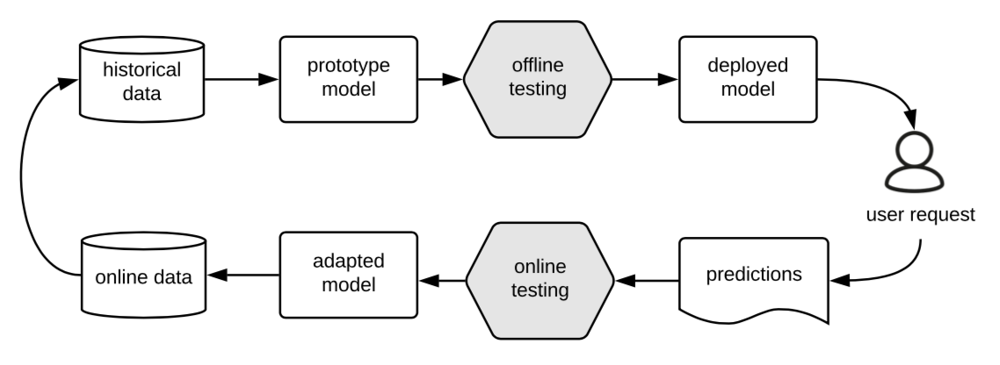 historical
data
prototype
model
offline
testing
deployed
model
user request
predictions
online
testing
adapted
model
online data